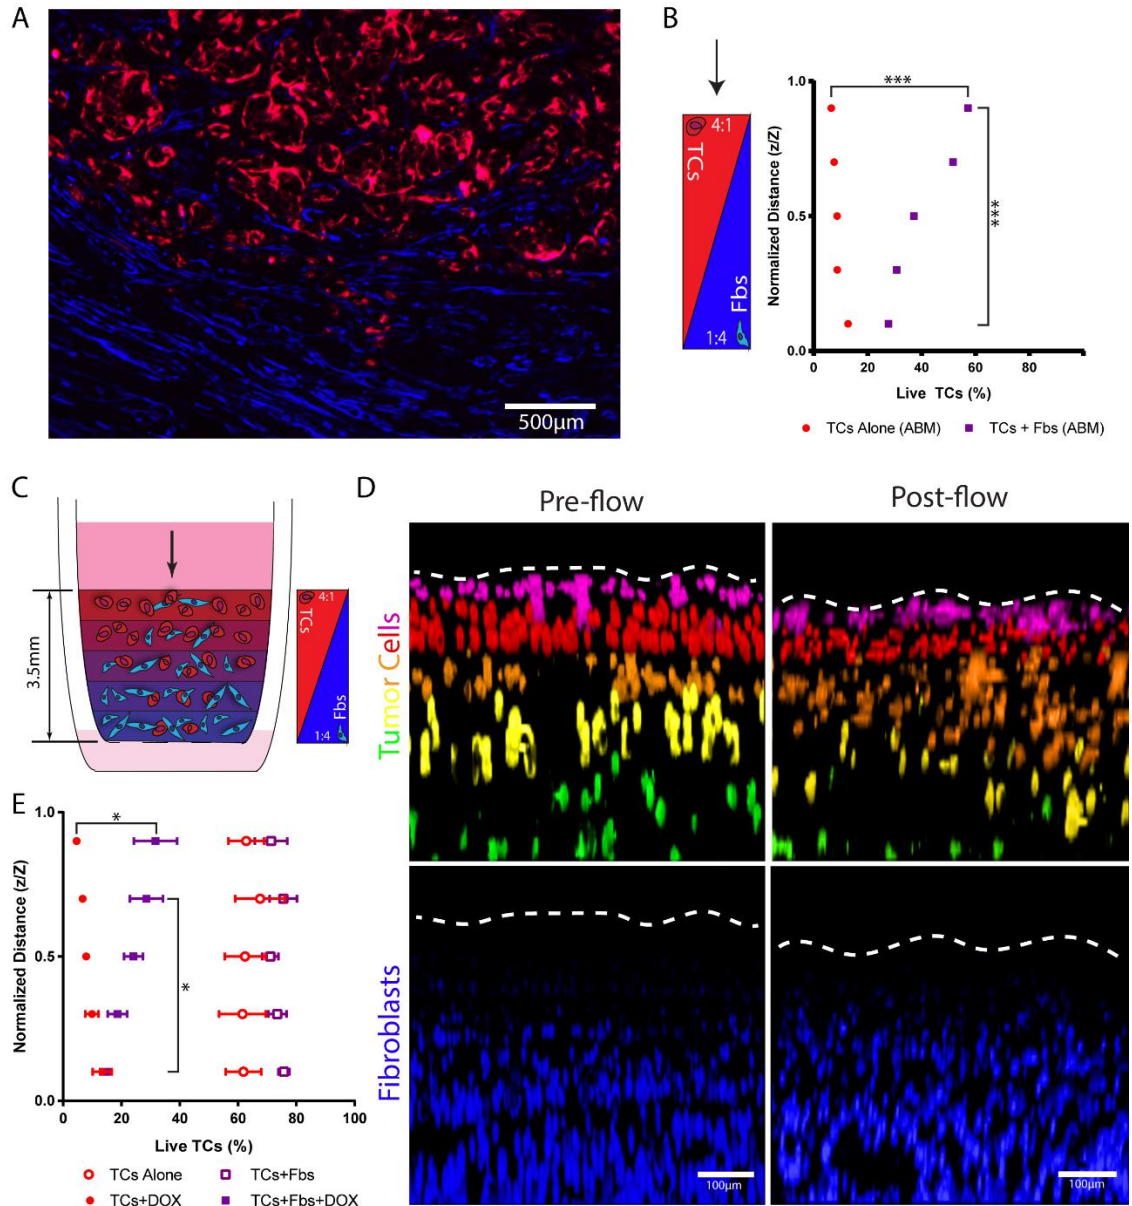 A
500µm
B
4:1
TCs
Fbs
1:4
Normalized Distance (z/Z)
1.0
0.5
0.0
***
***
0
20
40
60
80
Live TCs (%)
TCs Alone (ABM)
TCs + Fbs (ABM)
C
3.5mm
4:1
TCs
Fbs
1:4
D
Pre-flow
Post-flow
Tumor Cells
Fibroblasts
100µm
100µm
E
Normalized Distance (z/Z)
1.0
0.5
0.0
*
*
0
20
40
60
80
100
Live TCs (%)
TCs Alone
TCs+Fbs
TCs+DOX
TCs+Fbs+DOX